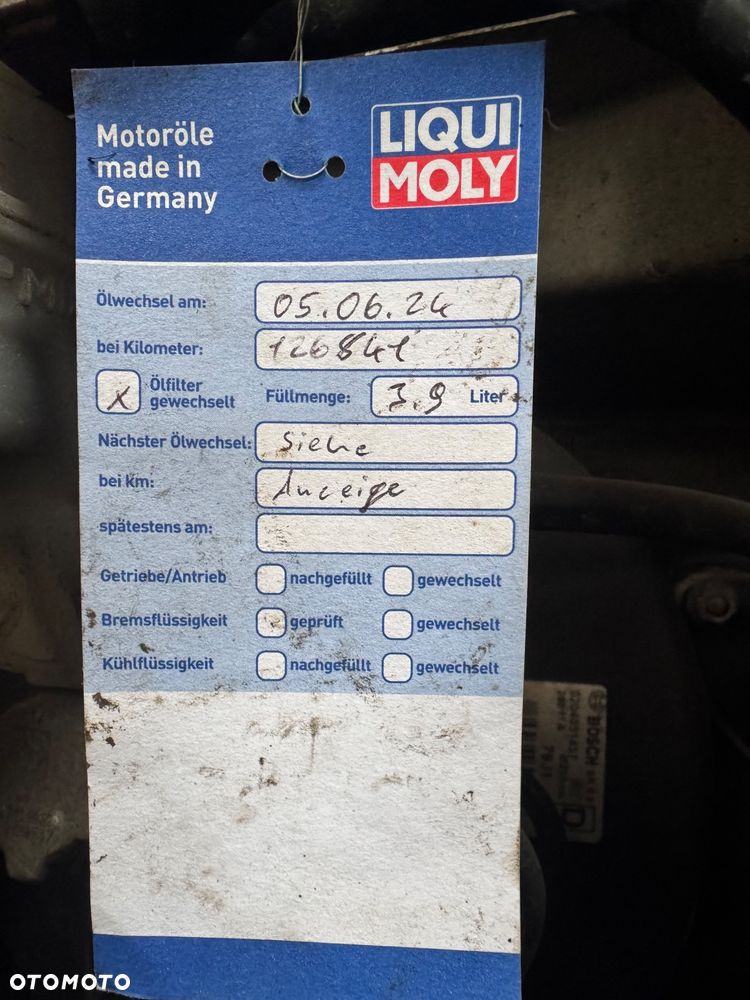 Motoröle
made in
Germany
LIQUI
MOLY
Ölwechsel am: 05.06.24
bei Kilometer: 126841
X Ölfilter gewechselt Füllmenge: 3.9 Liter
Nächster Ölwechsel: Siehe
bei Km: Anzeige
spätestens am:
Getriebe/Antrieb nachgefüllt gewechselt
Bremsflüssigkeit geprüft gewechselt
Kühlflüssigkeit nachgefüllt gewechselt
BOSCH
OTOMOTO